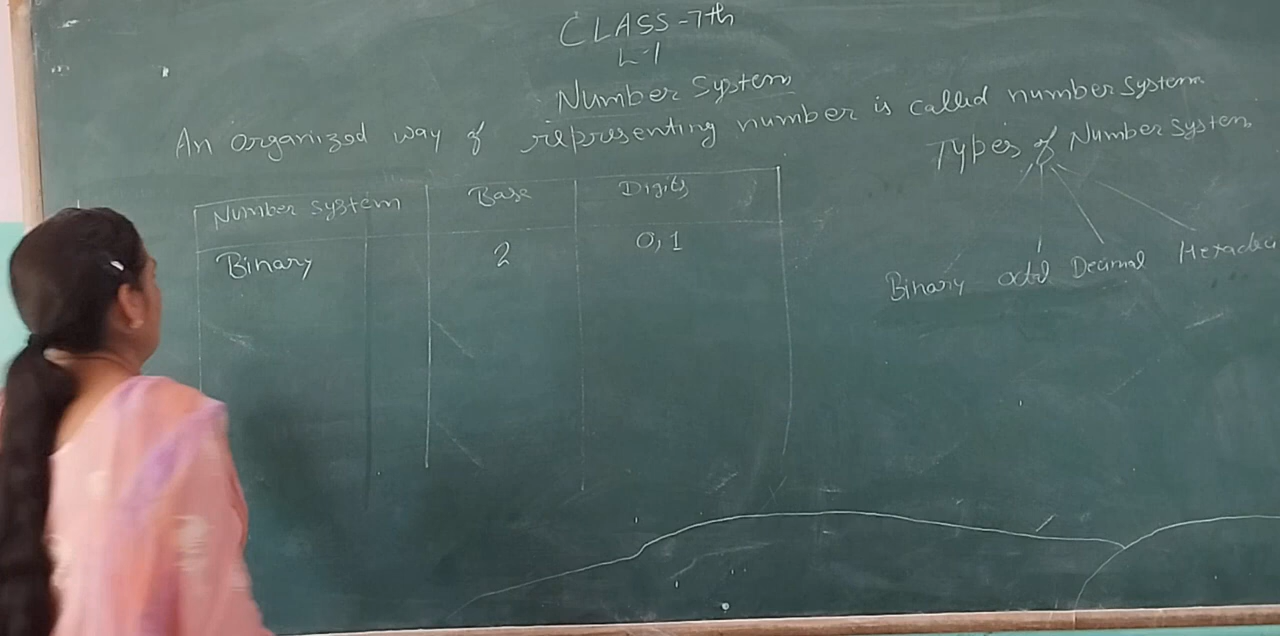 CLASS-7th
L-1
Number System
An organized way of representing number is called number system
Types of Number System
Number system Base Digits
Binary 2 0,1
Binary octal Decimal Hexadeci